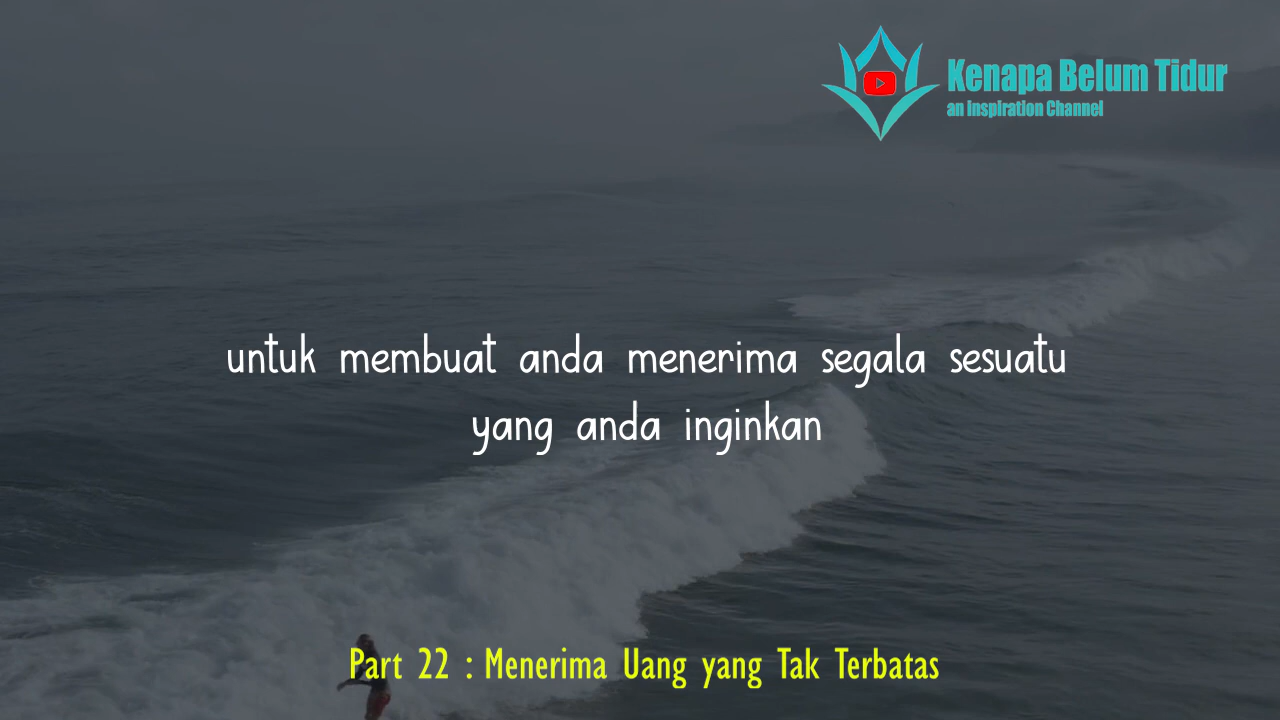 Kenapa Belum Tidur
an Inspiration Channel
untuk membuat anda menerima segala sesuatu
yang anda inginkan
Part 22 : Menerima Uang yang Tak Terbatas